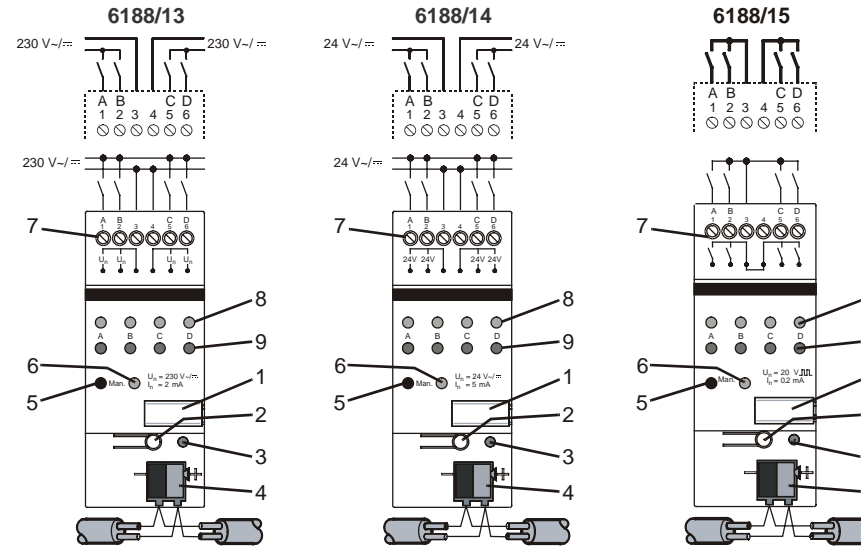 6188/13
230 V~/⎓ 230 V~/⎓
A B C D
1 2 3 4 5 6
230 V~/⎓
7
A B C D
1 2 3 4 5 6
Un Un Un Un
8
A B C D
9
6
Man.
Un = 230 V~/⎓
In = 2 mA
5
1
2
3
4
6188/14
24 V~/⎓ 24 V~/⎓
A B C D
1 2 3 4 5 6
24 V~/⎓
7
A B C D
1 2 3 4 5 6
24V 24V 24V 24V
8
A B C D
9
6
Man.
Un = 24 V~/⎓
In = 5 mA
5
1
2
3
4
6188/15
A B C D
1 2 3 4 5 6
7
A B C D
1 2 3 4 5 6
A B C D
6
Man.
Un = 20 V
In = 0.2 mA
5